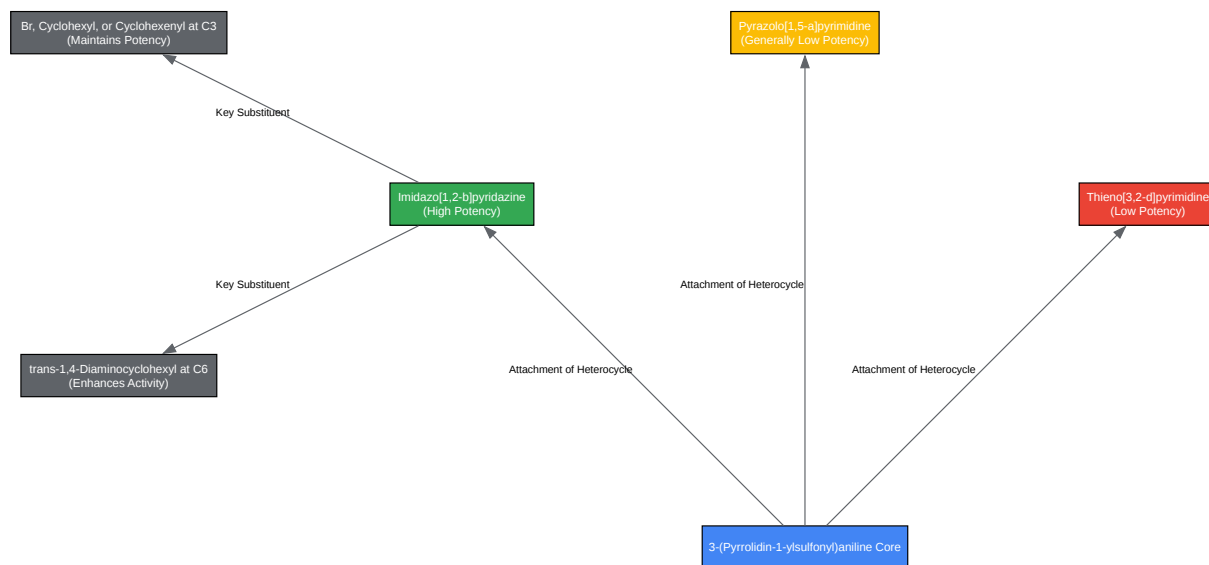 Br, Cyclohexyl, or Cyclohexenyl at C3
(Maintains Potency)
Pyrazolo[1,5-a]pyrimidine
(Generally Low Potency)
Key Substituent
Imidazo[1,2-b]pyridazine
(High Potency)
Thieno[3,2-d]pyrimidine
(Low Potency)
Key Substituent
Attachment of Heterocycle
trans-1,4-Diaminocyclohexyl at C6
(Enhances Activity)
Attachment of Heterocycle
Attachment of Heterocycle
3-(Pyrrolidin-1-ylsulfonyl)aniline Core